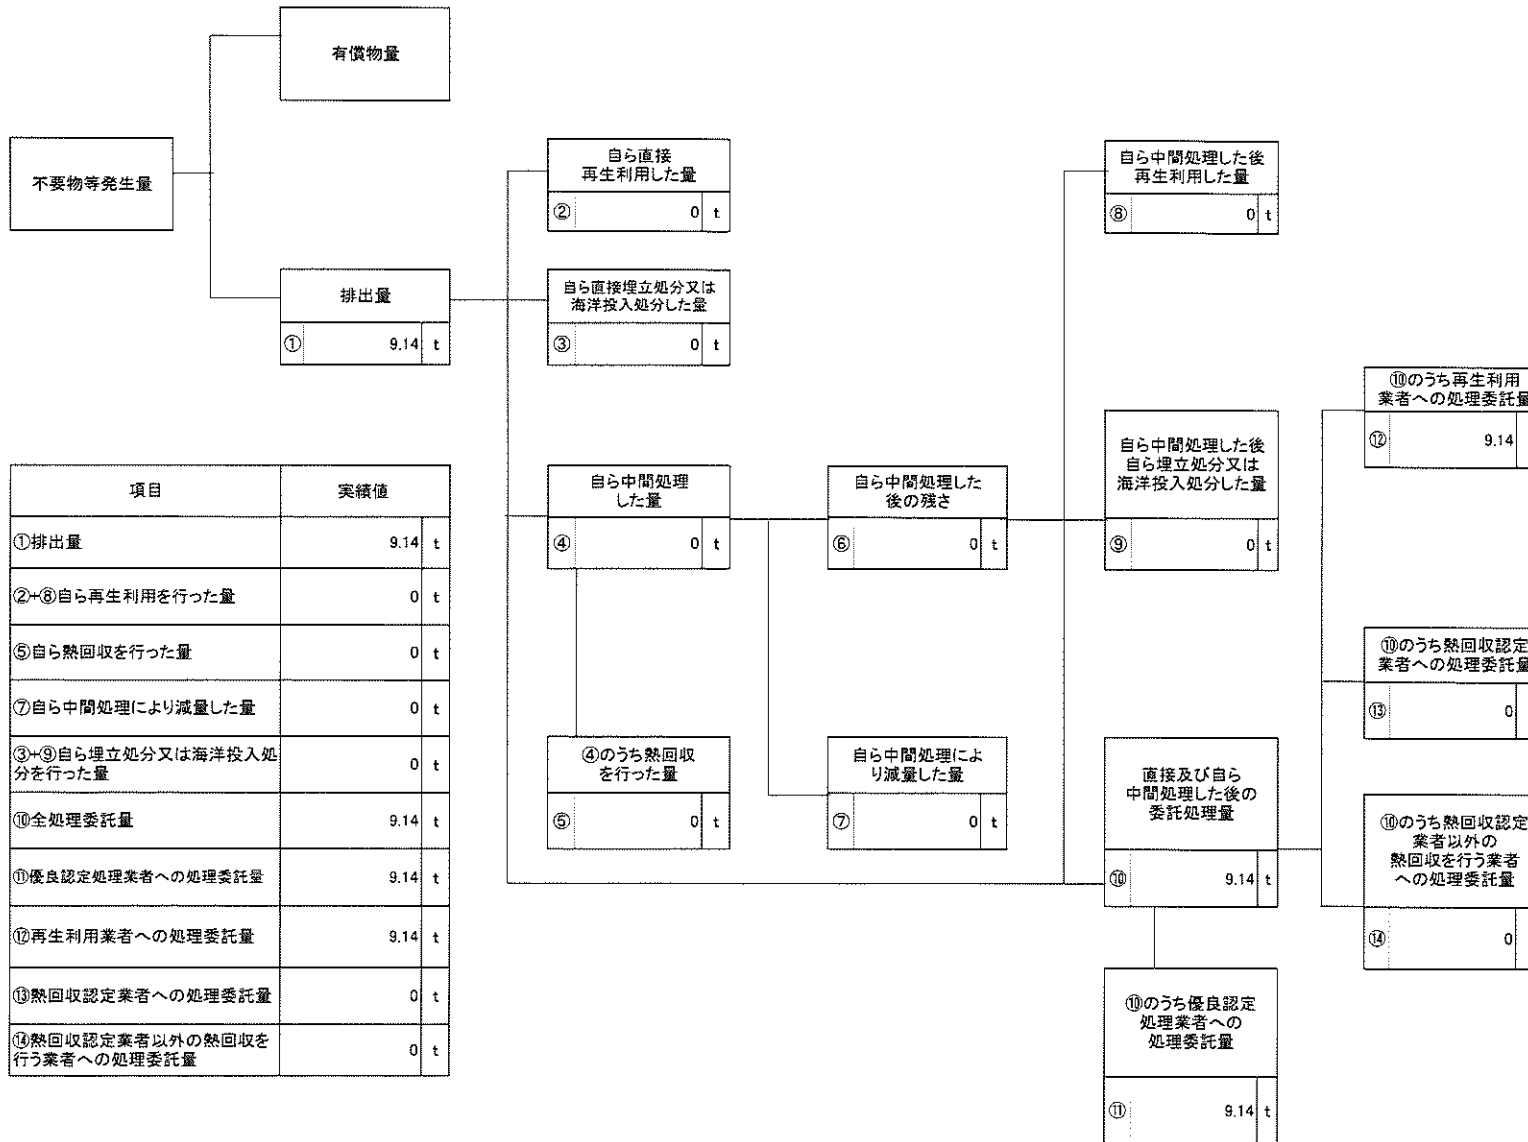 有償物量
不要物等発生量
排出量
① 9.14 t
自ら直接
再生利用した量
② 0 t
自ら直接埋立処分又は
海洋投入処分した量
③ 0 t
自ら中間処理
した量
④ 0 t
④のうち熱回収
を行った量
⑤ 0 t
自ら中間処理した
後の残さ
⑥ 0 t
自ら中間処理によ
り減量した量
⑦ 0 t
自ら中間処理した後
再生利用した量
⑧ 0 t
自ら中間処理した後
自ら埋立処分又は
海洋投入処分した量
⑨ 0 t
直接及び自ら
中間処理した後の
委託処理量
⑩ 9.14 t
⑩のうち優良認定
処理業者への
処理委託量
⑪ 9.14 t
⑩のうち再生利用
業者への処理委託量
⑫ 9.14
⑩のうち熱回収認定
業者への処理委託量
⑬ 0
⑩のうち熱回収認定
業者以外の
熱回収を行う業者
への処理委託量
⑭ 0
項目 実績値
①排出量 9.14 t
②+⑧自ら再生利用を行った量 0 t
⑤自ら熱回収を行った量 0 t
⑦自ら中間処理により減量した量 0 t
③+⑨自ら埋立処分又は海洋投入処
分を行った量 0 t
⑩全処理委託量 9.14 t
⑪優良認定処理業者への処理委託量 9.14 t
⑫再生利用業者への処理委託量 9.14 t
⑬熱回収認定業者への処理委託量 0 t
⑭熱回収認定業者以外の熱回収を
行う業者への処理委託量 0 t